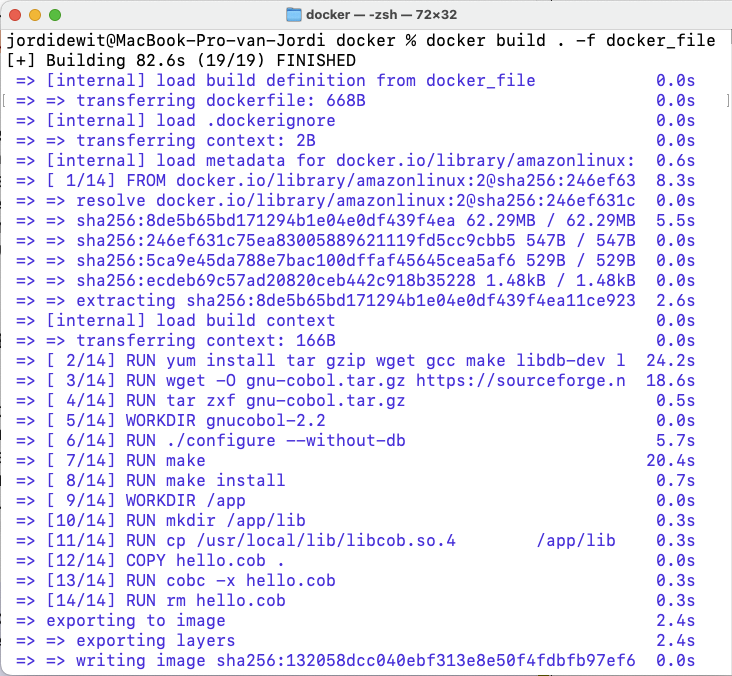 docker — -zsh — 72×32
jordidewit@MacBook-Pro-van-Jordi docker % docker build . -f docker_file
[+] Building 82.6s (19/19) FINISHED
=> [internal] load build definition from docker_file 0.0s
=> => transferring dockerfile: 668B 0.0s
=> [internal] load .dockerignore 0.0s
=> => transferring context: 2B 0.0s
=> [internal] load metadata for docker.io/library/amazonlinux: 0.6s
=> [ 1/14] FROM docker.io/library/amazonlinux:2@sha256:246ef63 8.3s
=> => resolve docker.io/library/amazonlinux:2@sha256:246ef631c 0.0s
=> => sha256:8de5b65bd171294b1e04e0df439f4ea 62.29MB / 62.29MB 5.5s
=> => sha256:246ef631c75ea83005889621119fd5cc9cbb5 547B / 547B 0.0s
=> => sha256:5ca9e45da788e7bac100dffaf45645cea5af6 529B / 529B 0.0s
=> => sha256:ecdeb69c57ad20820ceb442c918b35228 1.48kB / 1.48kB 0.0s
=> => extracting sha256:8de5b65bd171294b1e04e0df439f4ea11ce923 2.6s
=> [internal] load build context 0.0s
=> => transferring context: 166B 0.0s
=> [ 2/14] RUN yum install tar gzip wget gcc make libdb-dev l 24.2s
=> [ 3/14] RUN wget -O gnu-cobol.tar.gz https://sourceforge.n 18.6s
=> [ 4/14] RUN tar zxf gnu-cobol.tar.gz 0.5s
=> [ 5/14] WORKDIR gnucobol-2.2 0.0s
=> [ 6/14] RUN ./configure --without-db 5.7s
=> [ 7/14] RUN make 20.4s
=> [ 8/14] RUN make install 0.7s
=> [ 9/14] WORKDIR /app 0.0s
=> [10/14] RUN mkdir /app/lib 0.3s
=> [11/14] RUN cp /usr/local/lib/libcob.so.4 /app/lib 0.3s
=> [12/14] COPY hello.cob . 0.0s
=> [13/14] RUN cobc -x hello.cob 0.3s
=> [14/14] RUN rm hello.cob 0.3s
=> exporting to image 2.4s
=> => exporting layers 2.4s
=> => writing image sha256:132058dcc040ebf313e8e50f4fdbfb97ef6 0.0s